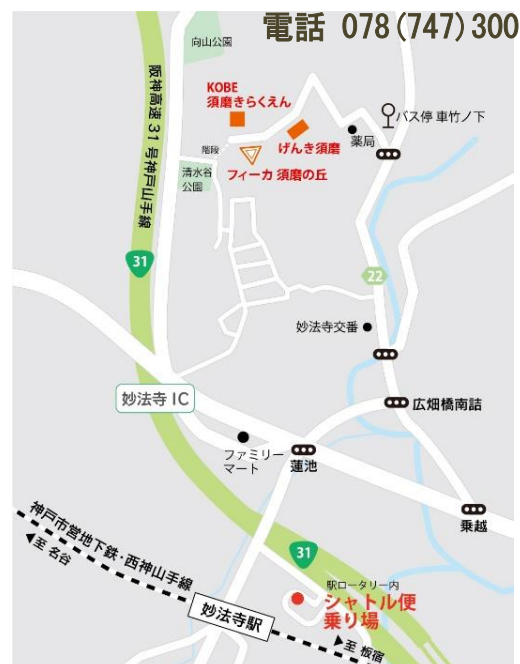 電話 078(747)300
向山公園
阪神高速31号神戸山手線
KOBE
須磨きらくえん
バス停 車竹ノ下
薬局
げんき須磨
階段
清水谷
公園
フィーカ 須磨の丘
31
22
妙法寺交番
妙法寺 IC
広畑橋南詰
ファミリー
マート
蓮池
乗越
神戸市営地下鉄・西神山手線
至 名谷
31
駅ロータリー内
シャトル便
乗り場
妙法寺駅
至 板宿